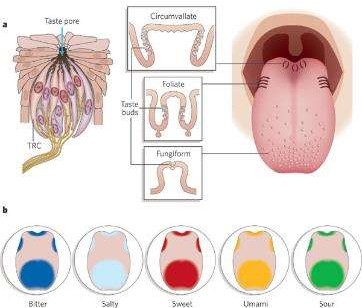 a
Taste pore
TRC
Circumvallate
Foliate
Taste
buds
Fungiform
b
Bitter
Salty
Sweet
Umami
Sour